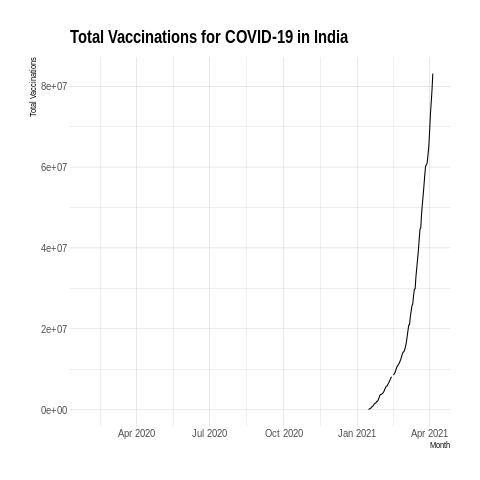 Total Vaccinations for COVID-19 in India
Total Vaccinations
8e+07
6e+07
4e+07
2e+07
0e+00
Apr 2020 Jul 2020 Oct 2020 Jan 2021 Apr 2021
Month